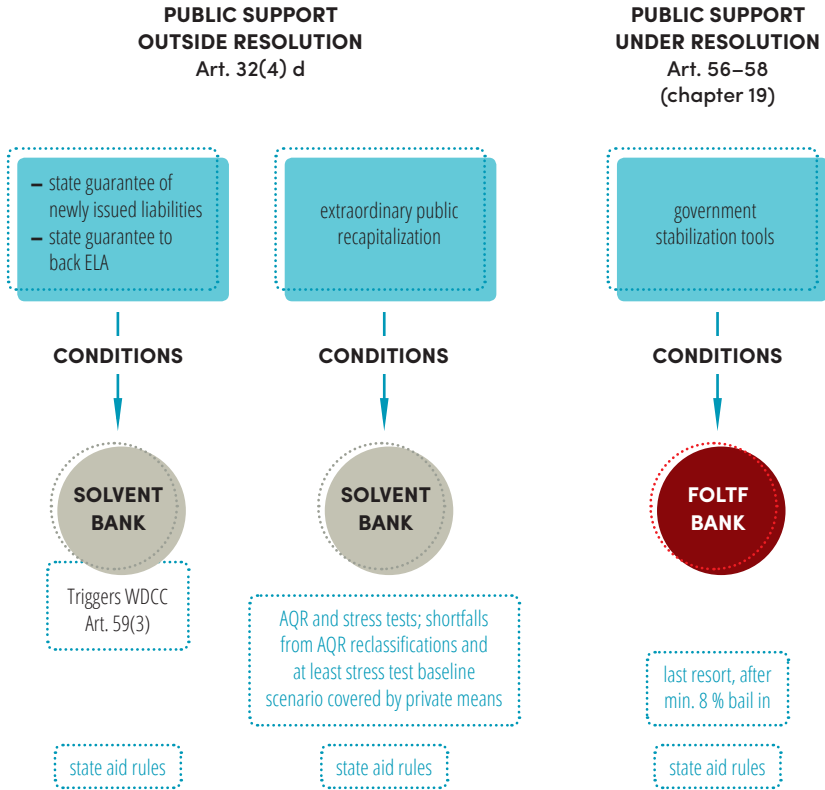 PUBLIC SUPPORT
OUTSIDE RESOLUTION
Art. 32(4) d
PUBLIC SUPPORT
UNDER RESOLUTION
Art. 56–58
(chapter 19)
– state guarantee of
newly issued liabilities
– state guarantee to
back ELA
extraordinary public
recapitalization
government
stabilization tools
CONDITIONS
CONDITIONS
CONDITIONS
SOLVENT
BANK
SOLVENT
BANK
FOLTF
BANK
Triggers WDCC
Art. 59(3)
AQR and stress tests; shortfalls
from AQR reclassifications and
at least stress test baseline
scenario covered by private means
last resort, after
min. 8 % bail in
state aid rules
state aid rules
state aid rules